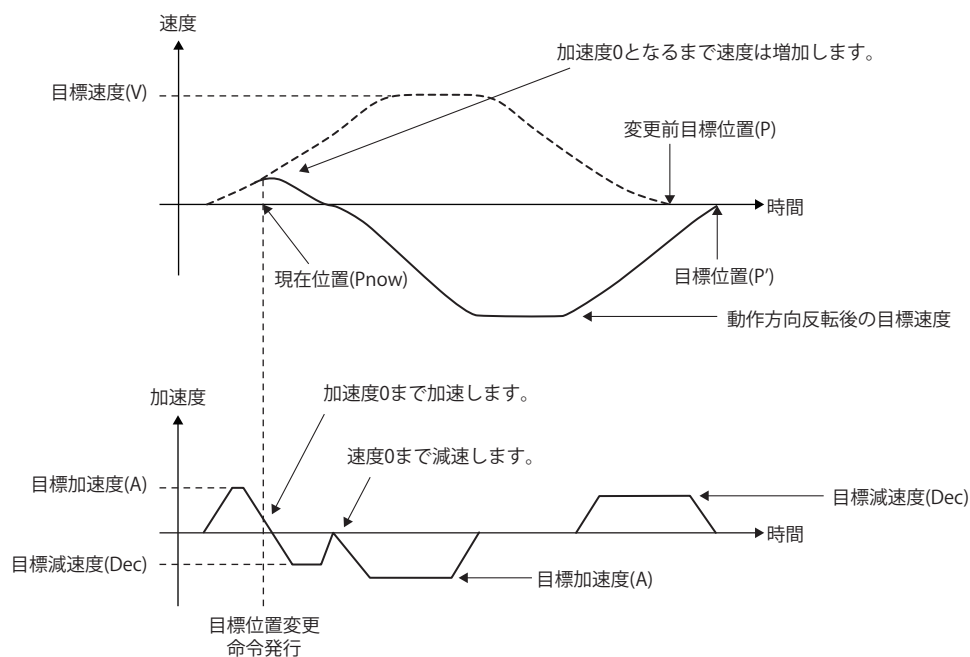 速度
加速度0となるまで速度は増加します。
目標速度(V)
変更前目標位置(P)
時間
現在位置(Pnow)
目標位置(P')
動作方向反転後の目標速度
加速度
加速度0まで加速します。
速度0まで減速します。
目標加速度(A)
目標減速度(Dec)
時間
目標減速度(Dec)
目標加速度(A)
目標位置変更
命令発行